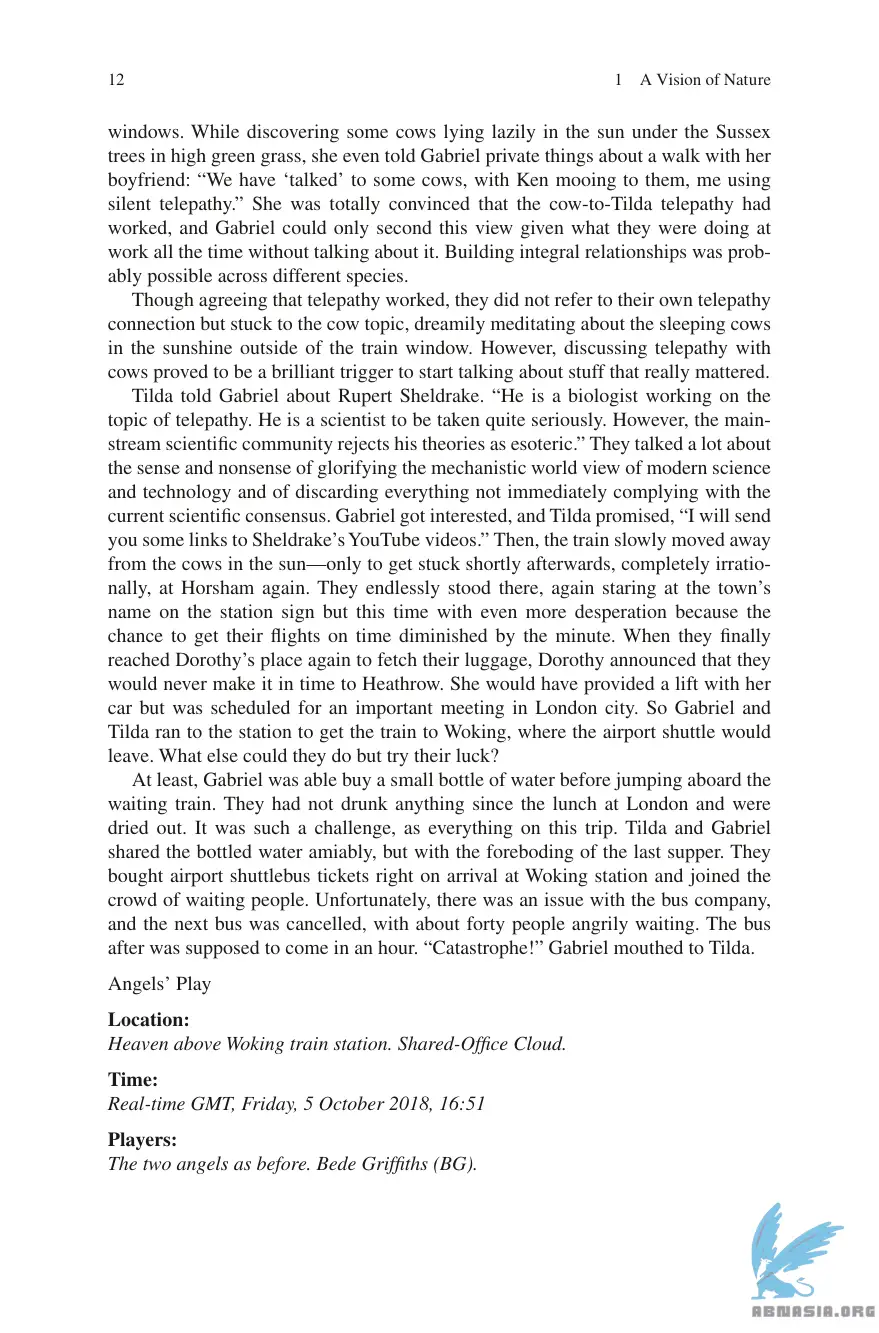 12
1 A Vision of Nature
windows. While discovering some cows lying lazily in the sun under the Sussex
trees in high green grass, she even told Gabriel private things about a walk with her
boyfriend: “We have ‘talked’ to some cows, with Ken mooing to them, me using
silent telepathy.” She was totally convinced that the cow-to-Tilda telepathy had
worked, and Gabriel could only second this view given what they were doing at
work all the time without talking about it. Building integral relationships was prob-
ably possible across different species.
Though agreeing that telepathy worked, they did not refer to their own telepathy
connection but stuck to the cow topic, dreamily meditating about the sleeping cows
in the sunshine outside of the train window. However, discussing telepathy with
cows proved to be a brilliant trigger to start talking about stuff that really mattered.
Tilda told Gabriel about Rupert Sheldrake. “He is a biologist working on the
topic of telepathy. He is a scientist to be taken quite seriously. However, the main-
stream scientific community rejects his theories as esoteric.” They talked a lot about
the sense and nonsense of glorifying the mechanistic world view of modern science
and technology and of discarding everything not immediately complying with the
current scientific consensus. Gabriel got interested, and Tilda promised, “I will send
you some links to Sheldrake’s YouTube videos.” Then, the train slowly moved away
from the cows in the sun—only to get stuck shortly afterwards, completely irratio-
nally, at Horsham again. They endlessly stood there, again staring at the town’s
name on the station sign but this time with even more desperation because the
chance to get their flights on time diminished by the minute. When they finally
reached Dorothy’s place again to fetch their luggage, Dorothy announced that they
would never make it in time to Heathrow. She would have provided a lift with her
car but was scheduled for an important meeting in London city. So Gabriel and
Tilda ran to the station to get the train to Woking, where the airport shuttle would
leave. What else could they do but try their luck?
At least, Gabriel was able buy a small bottle of water before jumping aboard the
waiting train. They had not drunk anything since the lunch at London and were
dried out. It was such a challenge, as everything on this trip. Tilda and Gabriel
shared the bottled water amiably, but with the foreboding of the last supper. They
bought airport shuttlebus tickets right on arrival at Woking station and joined the
crowd of waiting people. Unfortunately, there was an issue with the bus company,
and the next bus was cancelled, with about forty people angrily waiting. The bus
after was supposed to come in an hour. “Catastrophe!” Gabriel mouthed to Tilda.
Angels’ Play
Location:
Heaven above Woking train station. Shared-Office Cloud.
Time:
Real-time GMT, Friday, 5 October 2018, 16:51
Players:
The two angels as before. Bede Griffiths (BG).
ABNASIA.ORG